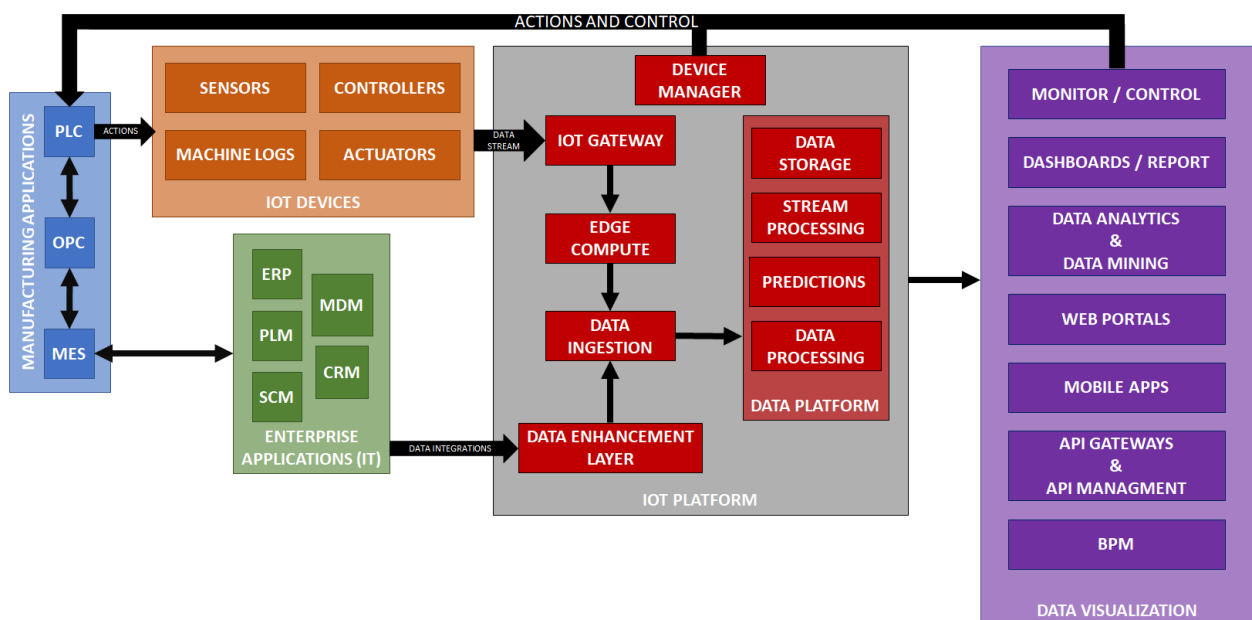 ACTIONS AND CONTROL
MANUFACTURING APPLICATIONS
PLC
OPC
MES
ACTIONS
SENSORS
CONTROLLERS
MACHINE LOGS
ACTUATORS
IOT DEVICES
ERP
MDM
PLM
CRM
SCM
ENTERPRISE
APPLICATIONS (IT)
DATA
STREAM
DATA INTEGRATIONS
DEVICE
MANAGER
IOT GATEWAY
EDGE
COMPUTE
DATA
INGESTION
DATA ENHANCEMENT
LAYER
DATA
STORAGE
STREAM
PROCESSING
PREDICTIONS
DATA
PROCESSING
DATA PLATFORM
IOT PLATFORM
MONITOR / CONTROL
DASHBOARDS / REPORT
DATA ANALYTICS
&
DATA MINING
WEB PORTALS
MOBILE APPS
API GATEWAYS
&
API MANAGMENT
BPM
DATA VISUALIZATION